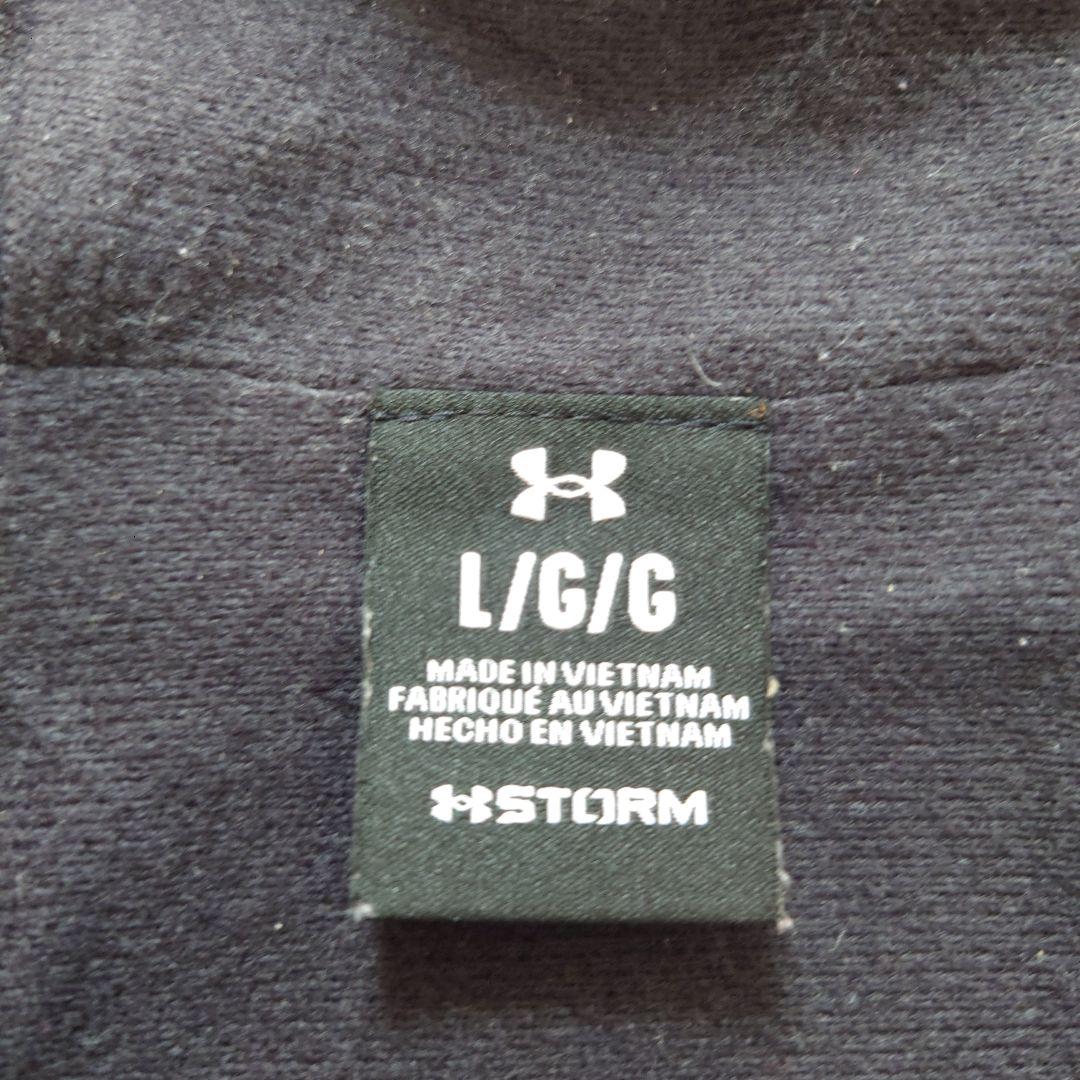 L/G/G
MADE IN VIETNAM
FABRIQUÉ AU VIETNAM
HECHO EN VIETNAM
STORM